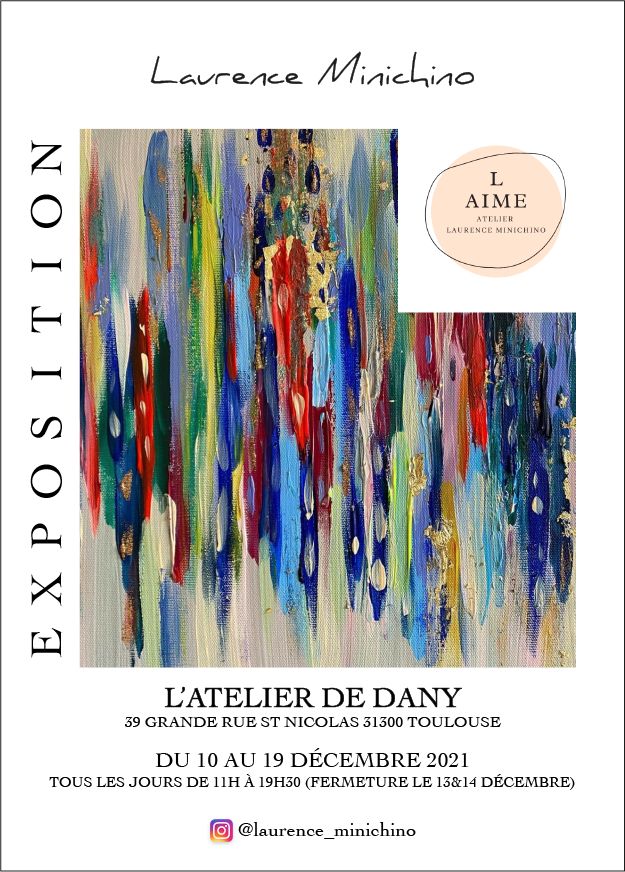 Laurence Minichino
EXPOSITION
L
AIME
ATELIER
LAURENCE MINICHINO
L'ATELIER DE DANY
39 GRANDE RUE ST NICOLAS 31300 TOULOUSE
DU 10 AU 19 DÉCEMBRE 2021
TOUS LES JOURS DE 11H À 19H30 (FERMETURE LE 13&14 DÉCEMBRE)
@laurence_minichino